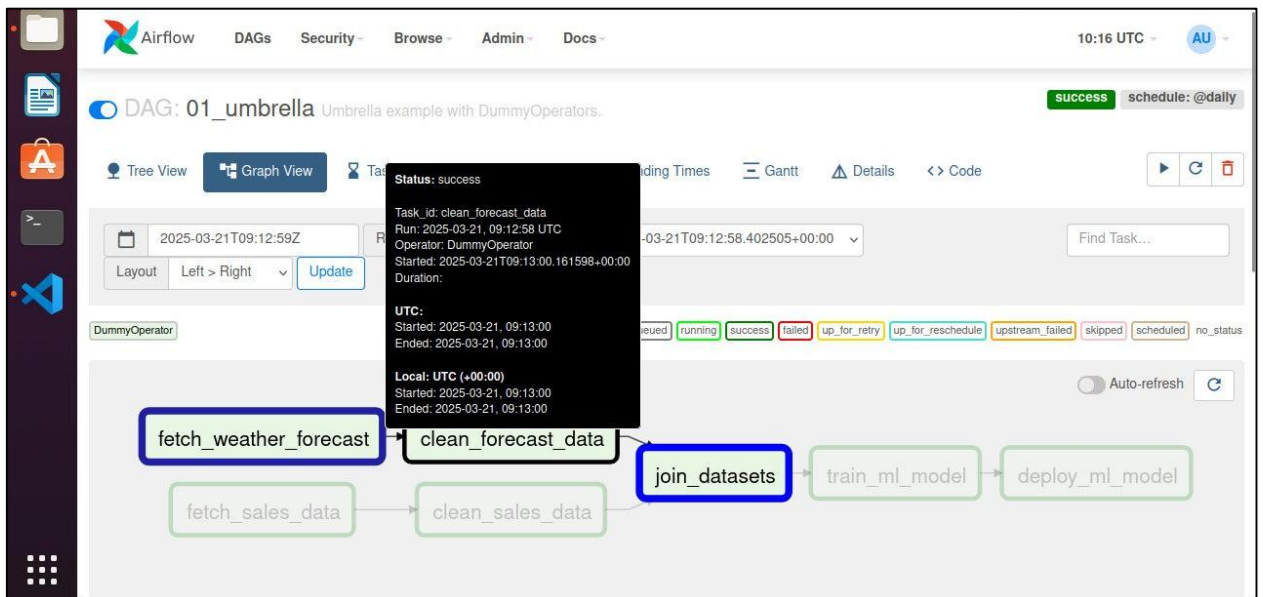 Airflow DAGs Security Browse Admin Docs 10:16 UTC AU
DAG: 01_umbrella Umbrella example with DummyOperators. success schedule: @daily
Tree View Graph View Gantt Details <> Code
2025-03-21T09:12:59Z -03-21T09:12:58.402505+00:00 Find Task...
Layout Left > Right Update
Status: success
Task_id: clean_forecast_data
Run: 2025-03-21, 09:12:58 UTC
Operator: DummyOperator
Started: 2025-03-21T09:13:00.161598+00:00
Duration:
UTC:
Started: 2025-03-21, 09:13:00
Ended: 2025-03-21, 09:13:00
Local: UTC (+00:00)
Started: 2025-03-21, 09:13:00
Ended: 2025-03-21, 09:13:00
DummyOperator running success failed up_for_retry up_for_reschedule upstream_failed skipped scheduled no_status
Auto-refresh
fetch_weather_forecast clean_forecast_data
join_datasets train_ml_model deploy_ml_model
fetch_sales_data clean_sales_data